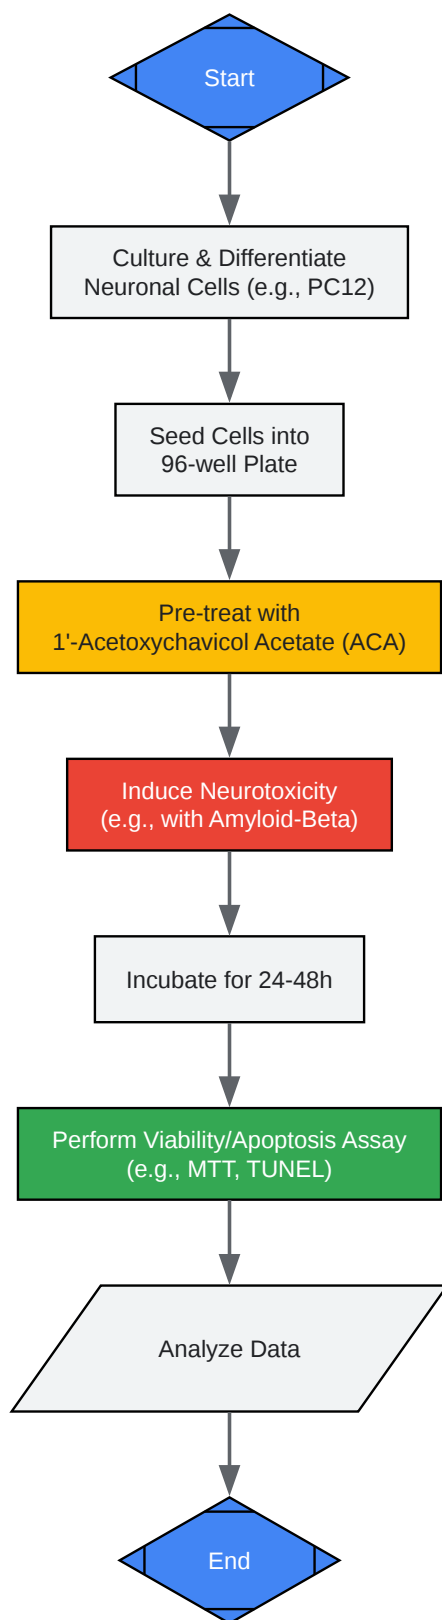 Start
Culture & Differentiate
Neuronal Cells (e.g., PC12)
Seed Cells into
96-well Plate
Pre-treat with
1'-Acetoxychavicol Acetate (ACA)
Induce Neurotoxicity
(e.g., with Amyloid-Beta)
Incubate for 24-48h
Perform Viability/Apoptosis Assay
(e.g., MTT, TUNEL)
Analyze Data
End